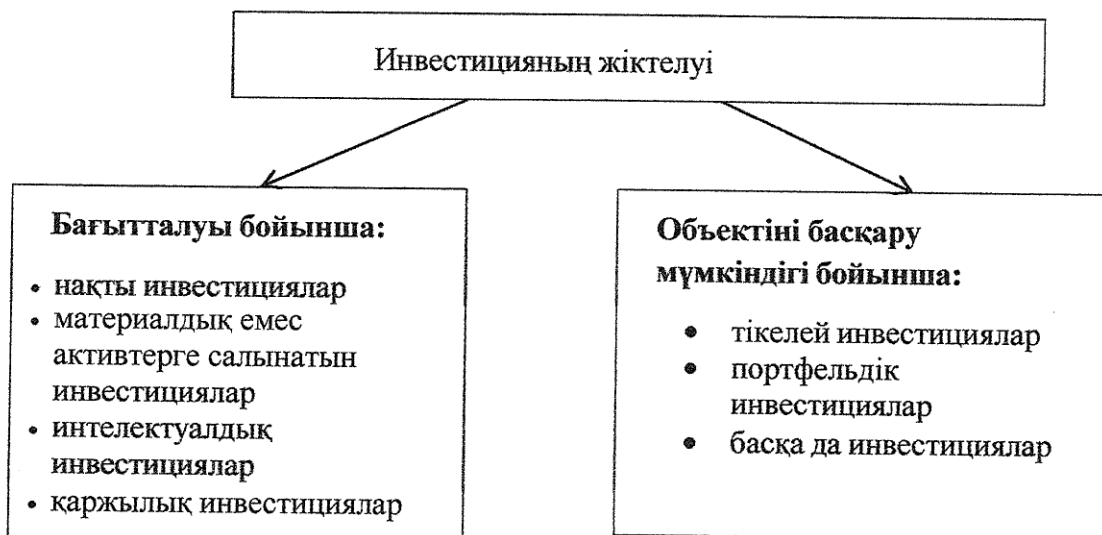 Инвестицияның жіктелуі
Бағытталуы бойынша:
• нақты инвестициялар
• материалдық емес
активтерге салынатын
инвестициялар
• интелектуалдық
инвестициялар
• қаржылық инвестициялар
Объектіні басқару
мүмкіндігі бойынша:
• тікелей инвестициялар
• портфельдік
инвестициялар
• басқа да инвестициялар